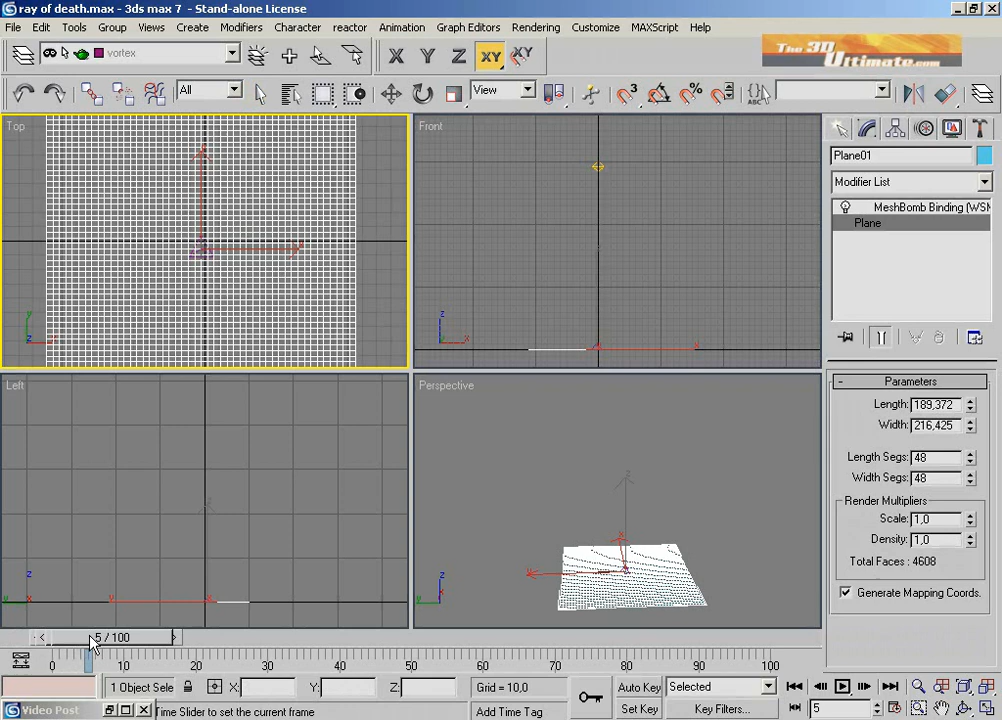 ray of death.max - 3ds max 7 - Stand-alone License
File Edit Tools Group Views Create Modifiers Character reactor Animation Graph Editors Rendering Customize MAXScript Help
vortex
X Y Z XY XY
The 3D Ultimate.com
All
View
3 %
Top
Front
Plane01
Modifier List
MeshBomb Binding (WSM
Plane
y
z
x
z
x
Left
Perspective
Parameters
Length: 189,372
Width: 216,425
Length Segs: 48
Width Segs: 48
Render Multipliers
Scale: 1,0
Density: 1,0
Total Faces : 4608
Generate Mapping Coords.
z
y
x
z
y
5 / 100
0 10 20 30 40 50 60 70 80 90 100
1 Object Sele X: Y: Z: Grid = 10,0 Auto Key Selected
Video Post Time Slider to set the current frame Add Time Tag Set Key Key Filters... 5